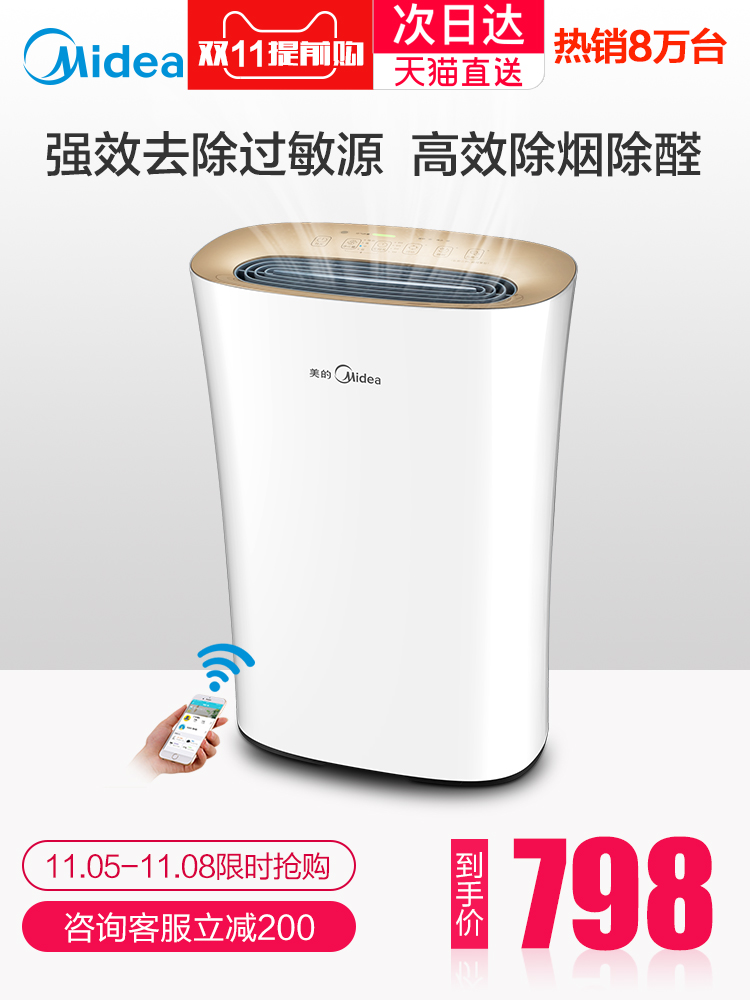 Midea
双11提前购
次日达
天猫直送
热销8万台
强效去除过敏源 高效除烟除醛
美的 Midea
11.05-11.08限时抢购
咨询客服立减200
到手价
798